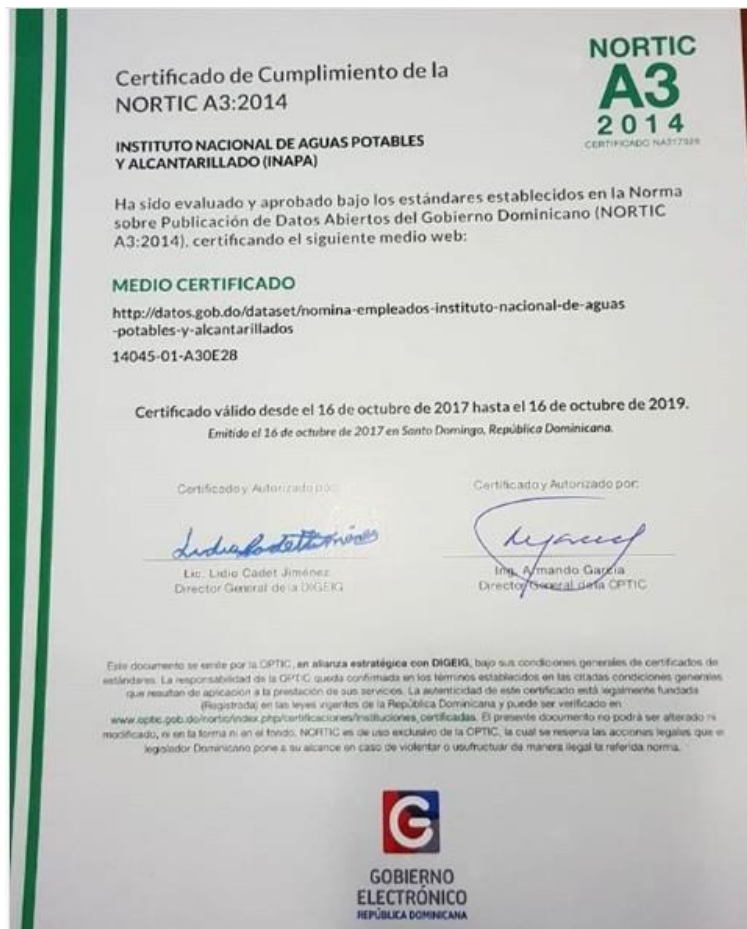 Certificado de Cumplimiento de la
NORTIC A3:2014
NORTIC
A3
2014
INSTITUTO NACIONAL DE AGUAS POTABLES
Y ALCANTARILLADO (INAPA)
Ha sido evaluado y aprobado bajo los estándares establecidos en la Norma
sobre Publicación de Datos Abiertos del Gobierno Dominicano (NORTIC
A3:2014), certificando el siguiente medio web:
MEDIO CERTIFICADO
http://datos.gob.do/dataset/nomina-empleados-instituto-nacional-de-aguas
-potables-y-alcantarillados
14045-01-A30E28
Certificado válido desde el 16 de octubre de 2017 hasta el 16 de octubre de 2019.
Emitido el 16 de octubre de 2017 en Santo Domingo, República Dominicana.
Certificado y Autorizado por:
Lic. Lidio Cadet Jiménez
Director General de la DIGEIG
Certificado y Autorizado por:
Ing. Armando García
Director General de la OPTIC
Este documento se emite por la OPTIC, en alianza estratégica con DIGEIG, bajo sus condiciones generales de certificados de
estándares. La responsabilidad de la OPTIC queda confirmada en los términos establecidos en las citadas condiciones generales
que resultan de aplicación a la prestación de sus servicios. La autenticidad de este certificado está legalmente fundada
(Registrada) en las leyes vigentes de la República Dominicana y puede ser verificado en
www.optic.gob.do/nortic/index.php/certificaciones/instituciones_certificadas. El presente documento no podrá ser alterado ni
modificado, ni en la forma ni en el fondo. NORTIC es de uso exclusivo de la OPTIC, la cual se reserva las acciones legales que el
legislador Dominicano pone a su alcance en caso de violentar o usufructuar de manera ilegal la referida norma.
G
GOBIERNO
ELECTRÓNICO
REPÚBLICA DOMINICANA